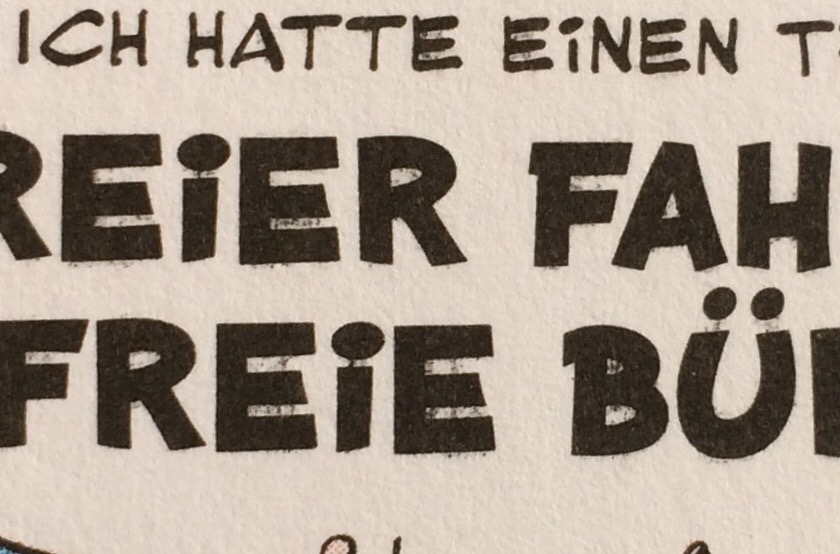 ICH HATTE EiNEN T
REiER FAH
FREiE BÜ